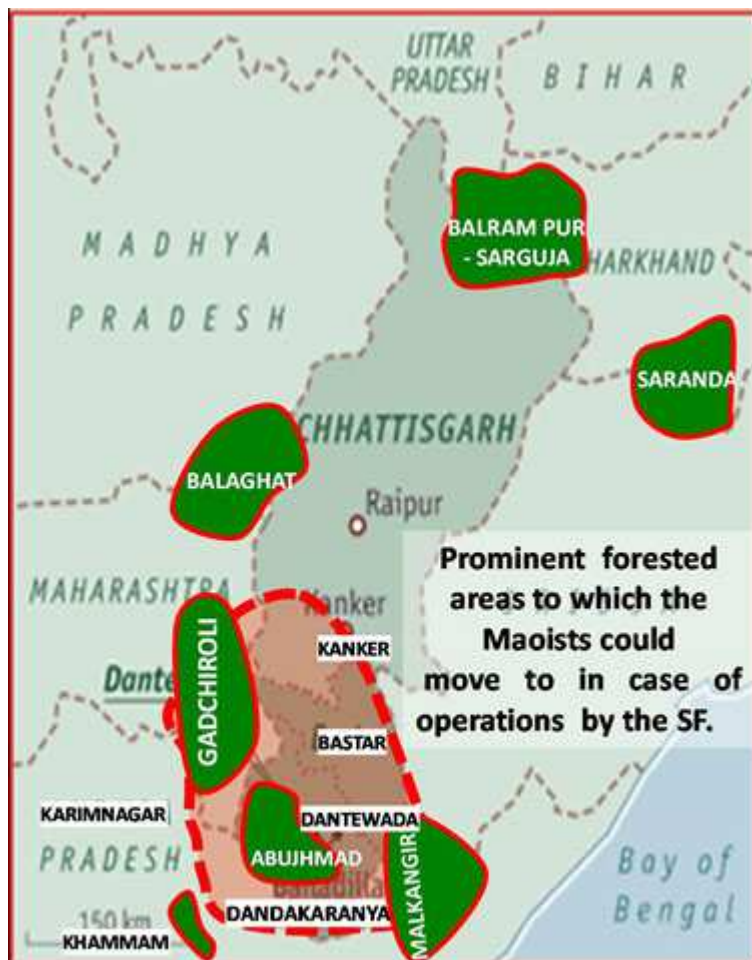 UTTAR
PRADESH
BIHAR
MADHYA
PRADESH
BALRAM PUR
- SARGUJA
HARKHAND
SARANDA
CHHATTISGARH
BALAGHAT
Raipur
Prominent forested
areas to which the
Maoists could
move to in case of
operations by the SF.
MAHARASHTRA
Kanker
KANKER
Dante
GADCHIROLI
BASTAR
KARIMNAGAR
DANTEWADA
PRADESH
ABUJHMAD
MALKANGIRI
Bay of
Bengal
DANDAKARANYA
150 km
KHAMMAM